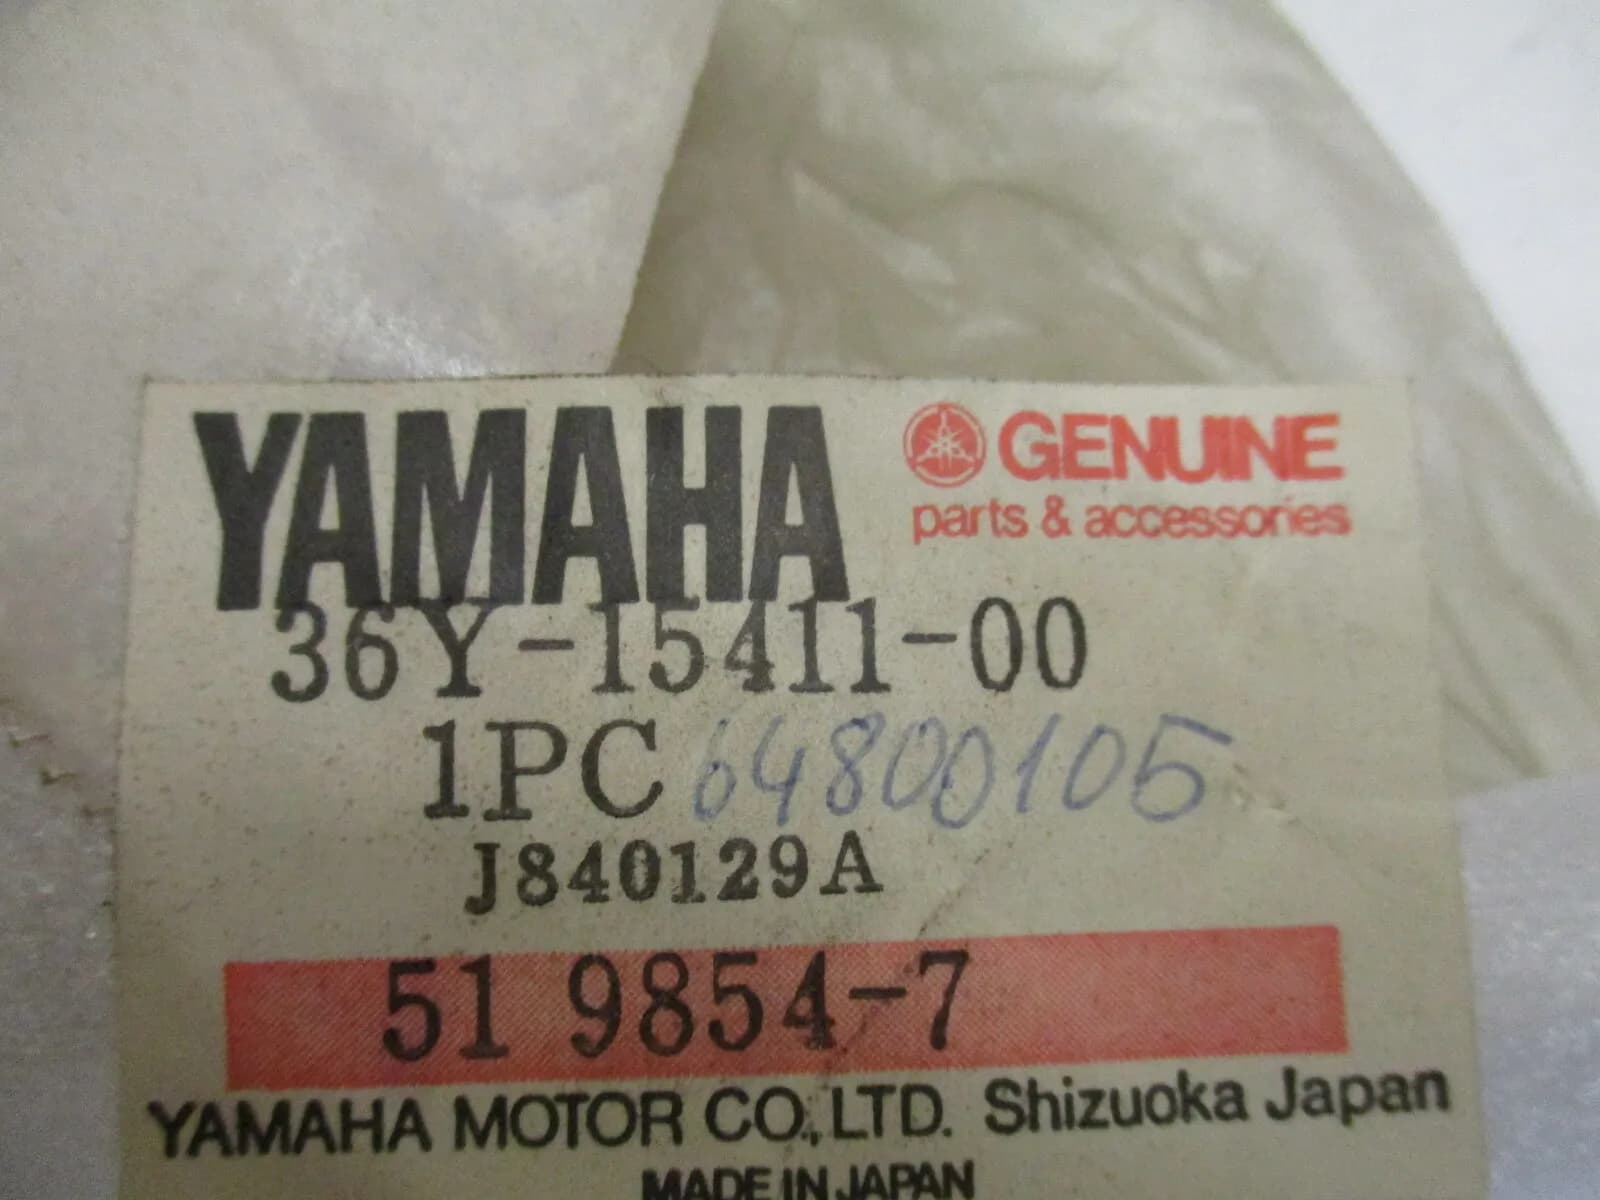 YAMAHA GENUINE
parts & accessories
36Y-15411-00
1PC 64800105
J840129A
51 9854-7
YAMAHA MOTOR CO.,LTD. Shizuoka Japan
MADE IN JAPAN